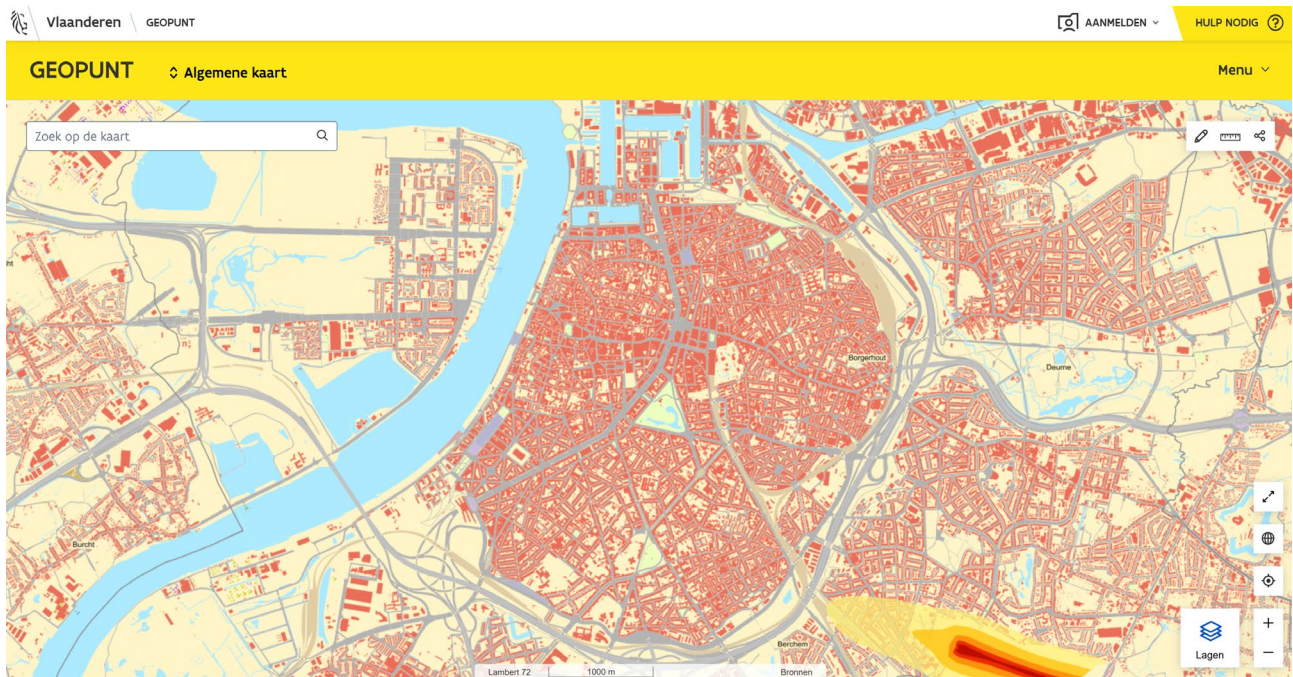 Vlaanderen GEOPUNT AANMELDEN HULP NODIG ?
GEOPUNT Algemene kaart Menu
Zoek op de kaart
Borgerhout
Deurne
Burcht
Berchem
Lagen
Lambert 72 1000 m Bronnen